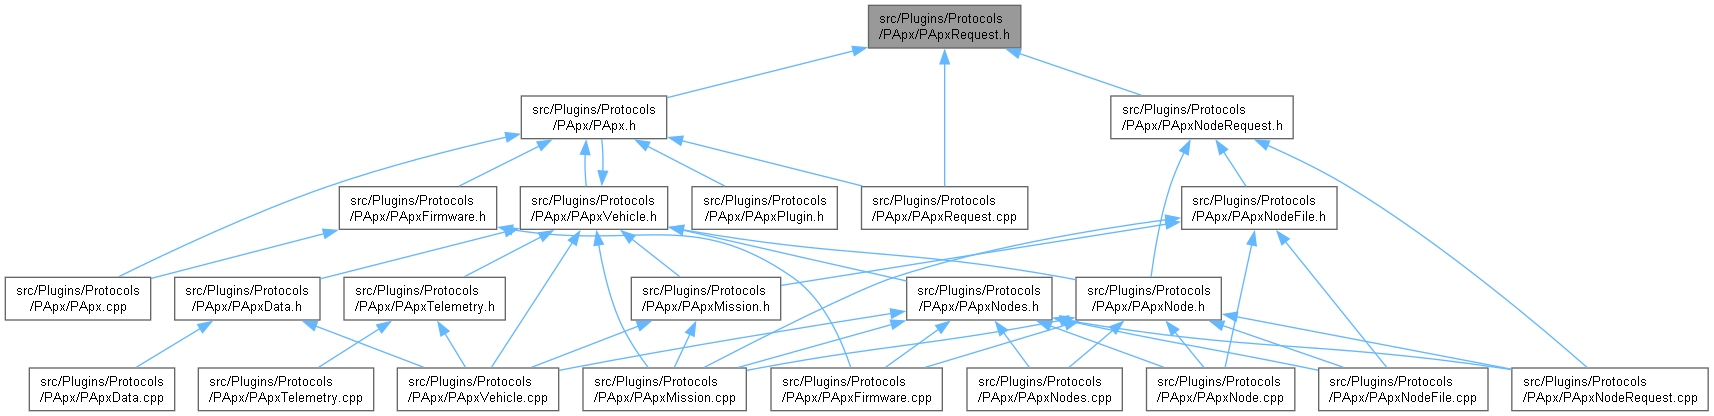 src/Plugins/Protocols
/PApx/PApxRequest.h
src/Plugins/Protocols
/PApx/PApx.h
src/Plugins/Protocols
/PApx/PApxNodeRequest.h
src/Plugins/Protocols
/PApx/PApxFirmware.h
src/Plugins/Protocols
/PApx/PApxVehicle.h
src/Plugins/Protocols
/PApx/PApxPlugin.h
src/Plugins/Protocols
/PApx/PApxRequest.cpp
src/Plugins/Protocols
/PApx/PApxNodeFile.h
src/Plugins/Protocols
/PApx/PApx.cpp
src/Plugins/Protocols
/PApx/PApxData.h
src/Plugins/Protocols
/PApx/PApxTelemetry.h
src/Plugins/Protocols
/PApx/PApxMission.h
src/Plugins/Protocols
/PApx/PApxNodes.h
src/Plugins/Protocols
/PApx/PApxNode.h
src/Plugins/Protocols
/PApx/PApxData.cpp
src/Plugins/Protocols
/PApx/PApxTelemetry.cpp
src/Plugins/Protocols
/PApx/PApxVehicle.cpp
src/Plugins/Protocols
/PApx/PApxMission.cpp
src/Plugins/Protocols
/PApx/PApxFirmware.cpp
src/Plugins/Protocols
/PApx/PApxNodes.cpp
src/Plugins/Protocols
/PApx/PApxNode.cpp
src/Plugins/Protocols
/PApx/PApxNodeFile.cpp
src/Plugins/Protocols
/PApx/PApxNodeRequest.cpp